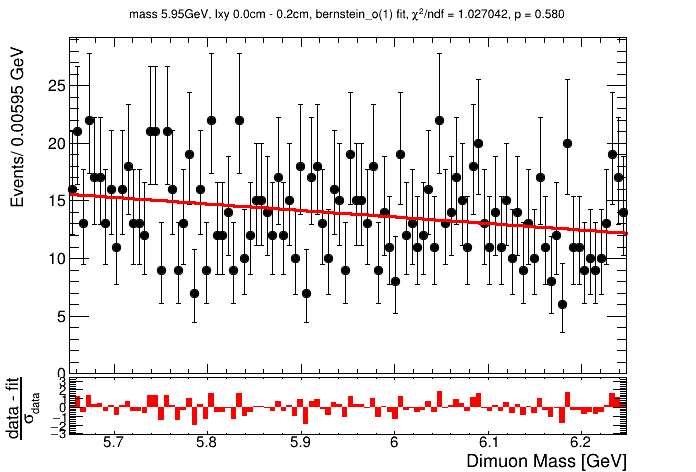 mass 5.95GeV, lxy 0.0cm - 0.2cm, bernstein_o(1) fit, χ²/ndf = 1.027042, p = 0.580
Events/ 0.00595 GeV
25
20
15
10
5
0
data - fit
σdata
3
2
1
0
−1
−2
−3
5.7 5.8 5.9 6 6.1 6.2
Dimuon Mass [GeV]